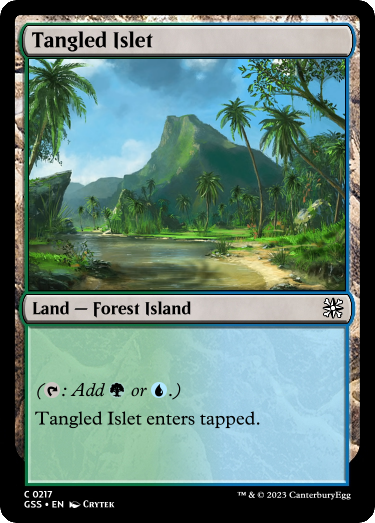 Tangled Islet
Land — Forest Island
(: Add or .)
Tangled Islet enters tapped.
C 0217
GSS • EN CRYTEK
™ & © 2023 CanterburyEgg